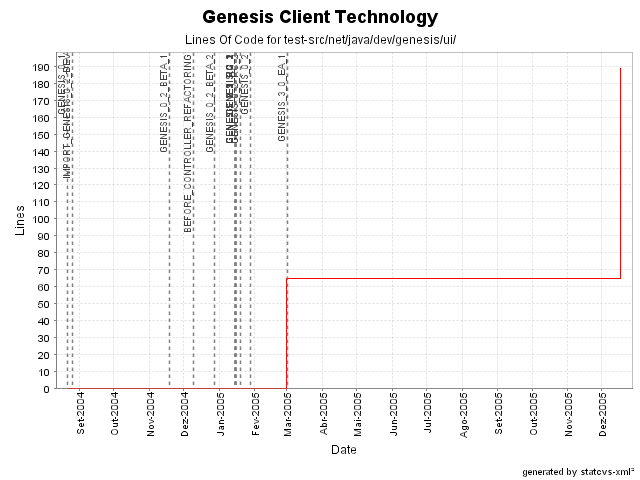 Genesis Client Technology
Lines Of Code for test-src/net/java/dev/genesis/ui/
Lines
190
180
170
160
150
140
130
120
110
100
90
80
70
60
50
40
30
20
10
0
GENESIS_0_2_BETA_1
BEFORE_CONTROLLER_REFACTORING
GENESIS_0_2_BETA_2
GENESIS_0_2
GENESIS_3_0_EA_1
Set-2004
Out-2004
Nov-2004
Dez-2004
Jan-2005
Fev-2005
Mar-2005
Abr-2005
Mai-2005
Jun-2005
Jul-2005
Ago-2005
Set-2005
Out-2005
Nov-2005
Dez-2005
Date
generated by statcvs-xml²